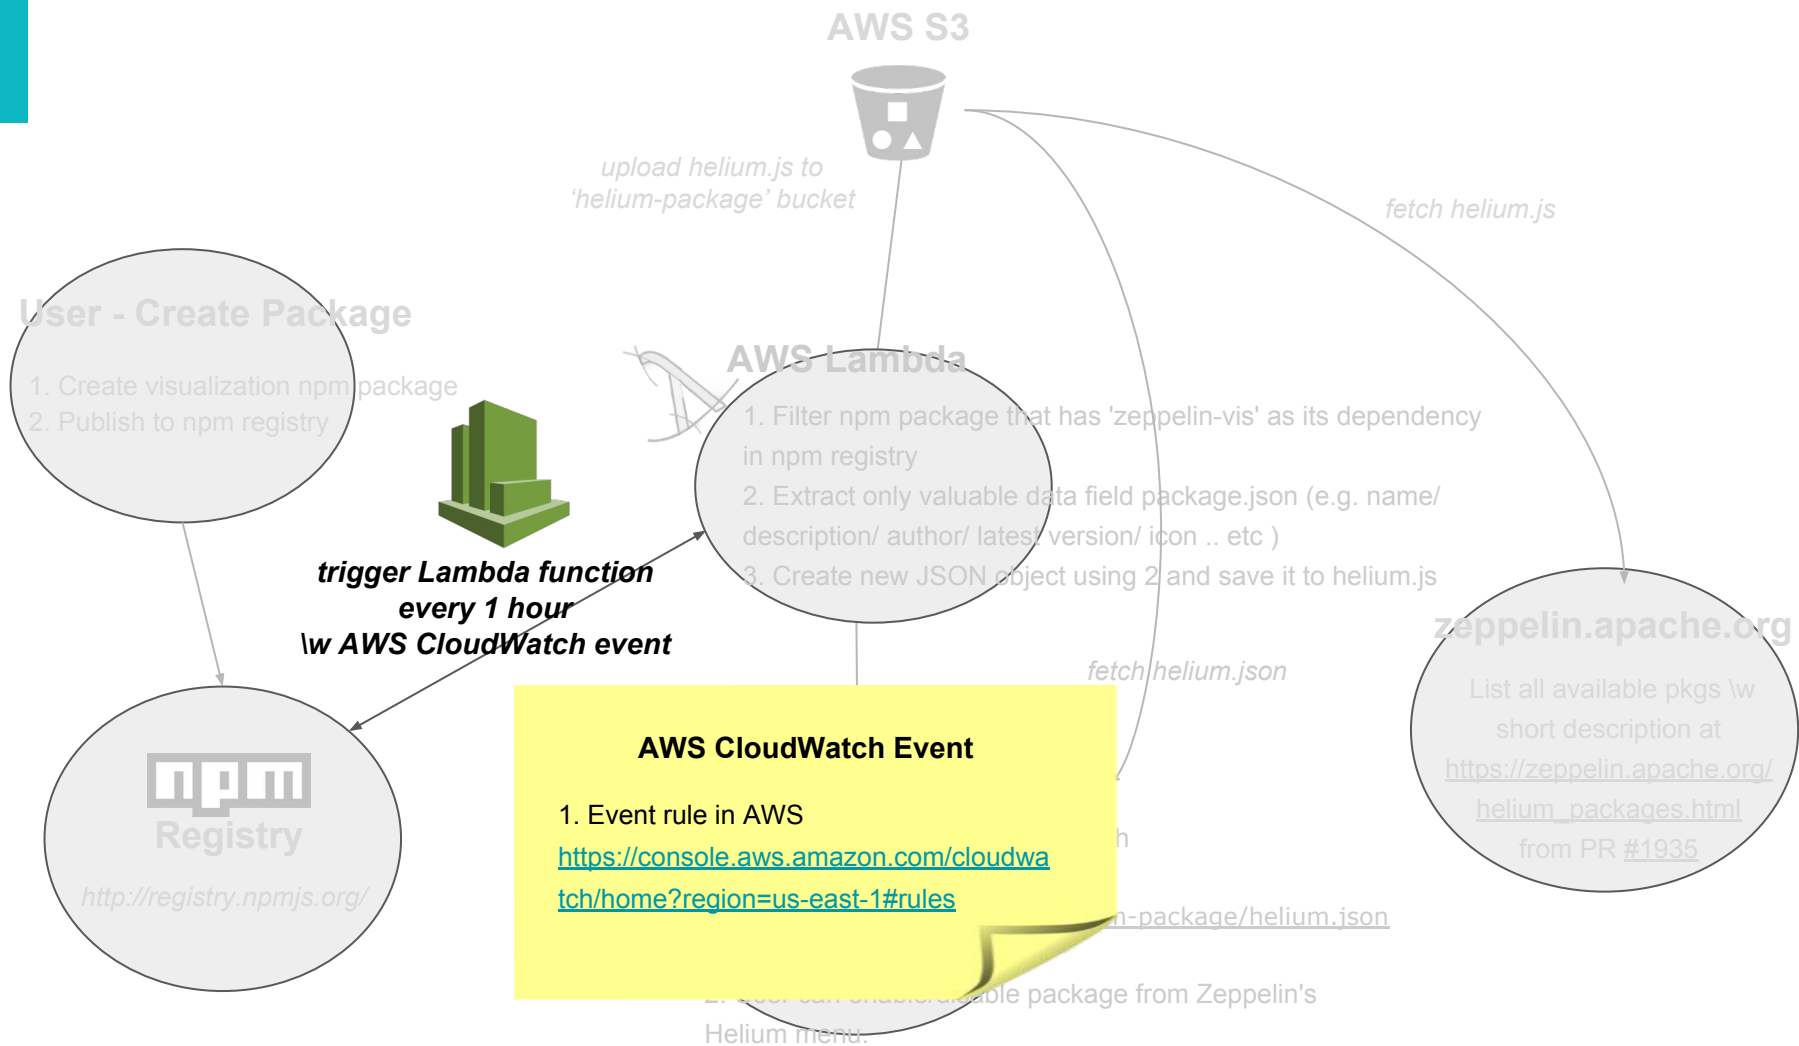 AWS S3
upload helium.js to
‘helium-package’ bucket
fetch helium.js
User - Create Package
1. Create visualization npm package
2. Publish to npm registry
AWS Lambda
1. Filter npm package that has 'zeppelin-vis' as its dependency
in npm registry
2. Extract only valuable data field package.json (e.g. name/
description/ author/ latest version/ icon .. etc )
3. Create new JSON object using 2 and save it to helium.js
trigger Lambda function
every 1 hour
\w AWS CloudWatch event
fetch helium.json
zeppelin.apache.org
List all available pkgs \w
short description at
https://zeppelin.apache.org/
helium_packages.html
from PR #1935
npm
Registry
http://registry.npmjs.org/
AWS CloudWatch Event
1. Event rule in AWS
https://console.aws.amazon.com/cloudwa
tch/home?region=us-east-1#rules
-package/helium.json
2. User can enable/disable package from Zeppelin's
Helium menu.